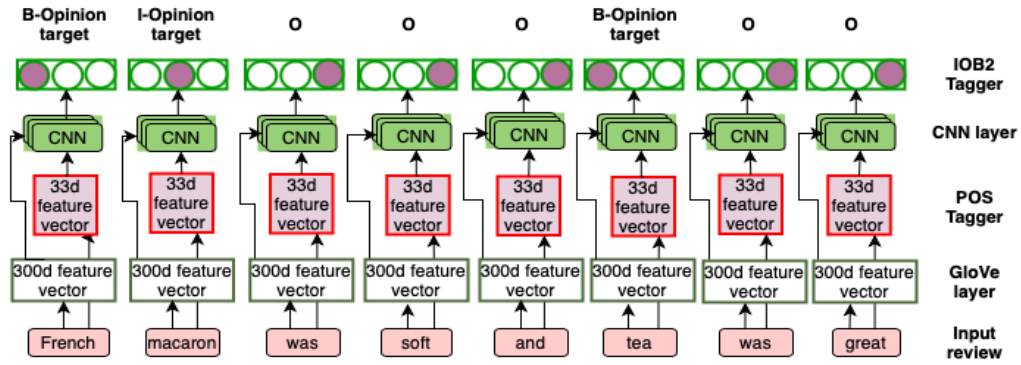 B-Opinion target I-Opinion target O O O B-Opinion target O O
IOB2 Tagger
CNN CNN CNN CNN CNN CNN CNN CNN CNN layer
33d feature vector 33d feature vector 33d feature vector 33d feature vector 33d feature vector 33d feature vector 33d feature vector 33d feature vector POS Tagger
300d feature vector 300d feature vector 300d feature vector 300d feature vector 300d feature vector 300d feature vector 300d feature vector 300d feature vector GloVe layer
French macaron was soft and tea was great Input review